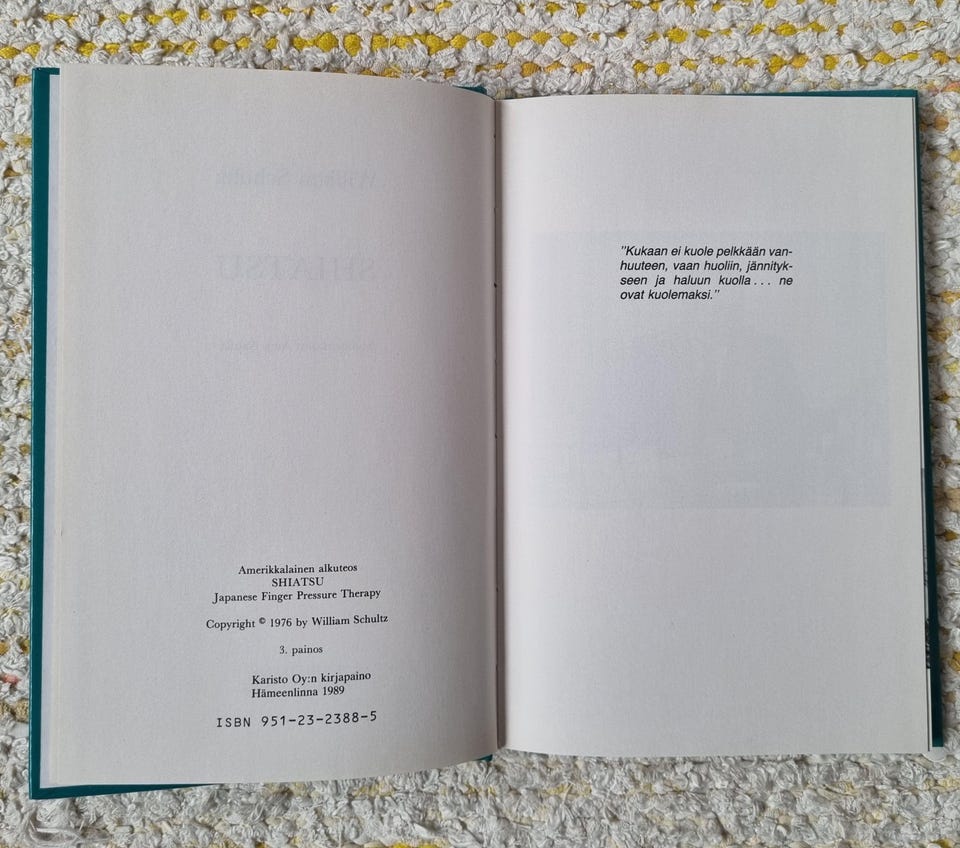 Amerikkalainen alkuteos
SHIATSU
Japanese Finger Pressure Therapy
Copyright © 1976 by William Schultz
3. painos
Karisto Oy:n kirjapaino
Hämeenlinna 1989
ISBN 951-23-2388-5
"Kukaan ei kuole pelkkään van-
huuteen, vaan huoliin, jännityk-
seen ja haluun kuolla... ne
ovat kuolemaksi."